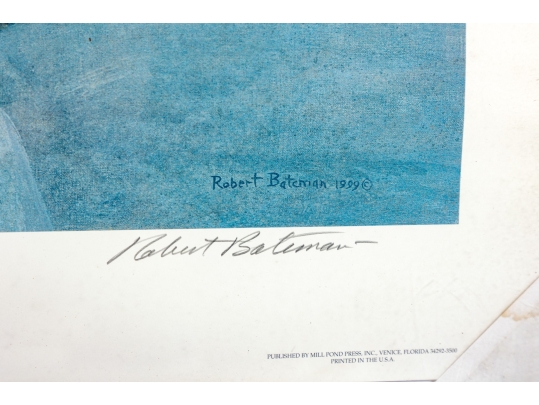 Robert Bateman 1989©
Robert Bateman
PUBLISHED BY MILL POND PRESS, INC., VENICE, FLORIDA 34292-3500
PRINTED IN THE U.S.A.